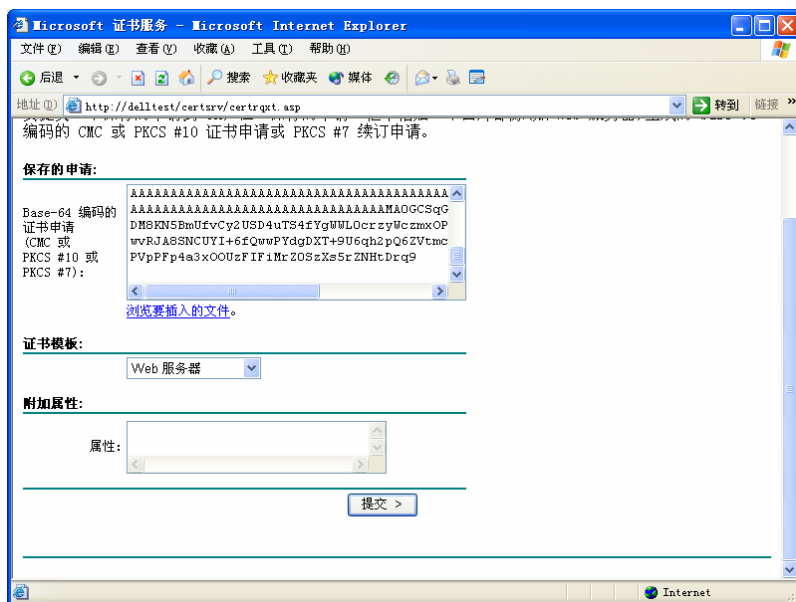 Microsoft 证书服务 - Microsoft Internet Explorer
文件(F) 编辑(E) 查看(V) 收藏(A) 工具(T) 帮助(H)
后退 搜索 收藏夹 媒体
地址(D) http://delltest/certsrv/certrqxt.asp 转到 链接 »
编码的 CMC 或 PKCS #10 证书申请或 PKCS #7 续订申请。
保存的申请:
Base-64 编码的
证书申请
(CMC 或
PKCS #10 或
PKCS #7):
AAAAAAAAAAAAAAAAAAAAAAAAAAAAAAAAAAAAAAAA
AAAAAAAAAAAAAAAAAAAAAAAAAAAAAAAAMA0GCSqG
DM8KN5BmUfvCy2USD4uTS4fYgWWLOcrzyWczmxOP
wvRJA8SNCUYI+6fQwwPYdgDXT+9U6qh2pQ6ZVtmc
PVpPFp4a3xOOUzFIFiMrZOSzXs5rZNHtDrq9
浏览要插入的文件。
证书模板:
Web 服务器
附加属性:
属性:
提交 >
Internet